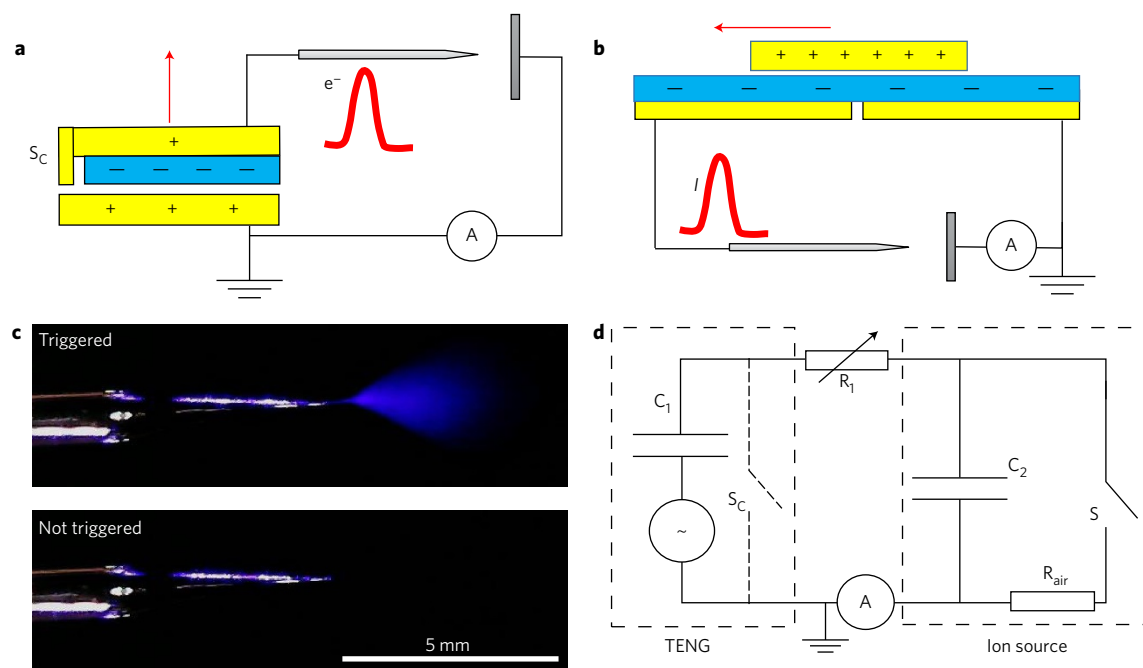 a
e−
S_C
+
− − − −
+ + +
A
b
+ + + + + +
− − − − − −
I
A
c
Triggered
Not triggered
5 mm
d
R_1
C_1
S_C
C_2
~
S
A
R_air
TENG
Ion source